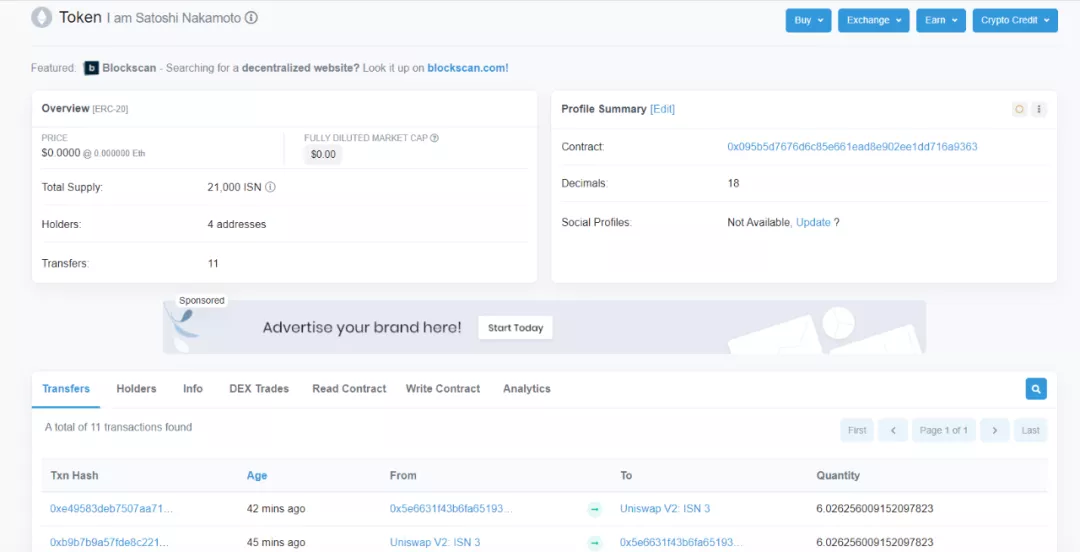 Token I am Satoshi Nakamoto
Buy Exchange Earn Crypto Credit
Featured: b Blockscan - Searching for a decentralized website? Look it up on blockscan.com!
Overview [ERC-20]
PRICE
$0.0000 @ 0.000000 Eth
FULLY DILUTED MARKET CAP
$0.00
Total Supply: 21,000 ISN
Holders: 4 addresses
Transfers: 11
Profile Summary [Edit]
Contract: 0x095b5d7676d6c85e661ead8e902ee1dd716a9363
Decimals: 18
Social Profiles: Not Available, Update ?
Sponsored
Advertise your brand here! Start Today
Transfers Holders Info DEX Trades Read Contract Write Contract Analytics
A total of 11 transactions found
First Page 1 of 1 Last
Txn Hash Age From To Quantity
0xe49583deb7507aa71... 42 mins ago 0x5e6631f43b6fa65193... Uniswap V2: ISN 3 6.026256009152097823
0xb9b7b9a57fde8c221... 45 mins ago Uniswap V2: ISN 3 0x5e6631f43b6fa65193... 6.026256009152097823